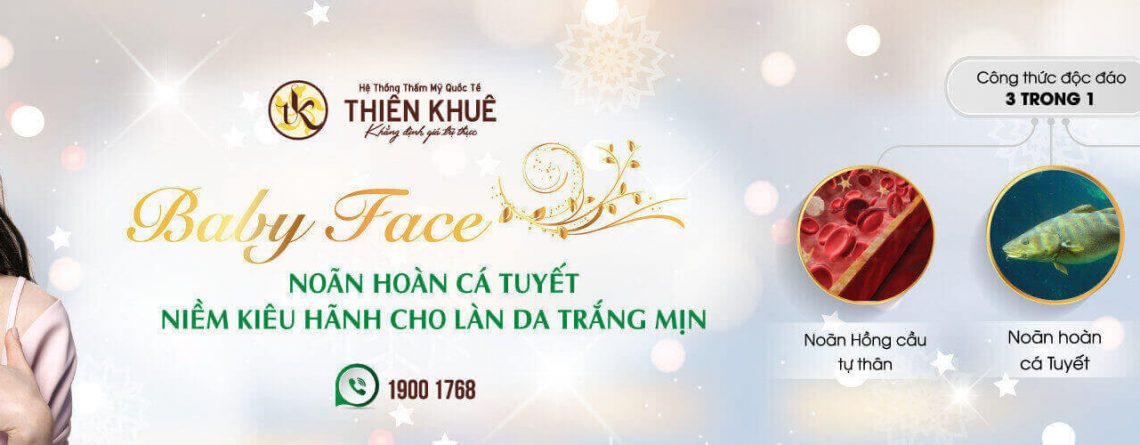 Hệ Thống Thẩm Mỹ Quốc Tế
THIÊN KHUÊ
Khẳng định giá trị thực
Baby Face
NOÃN HOÀN CÁ TUYẾT
NIỀM KIÊU HÃNH CHO LÀN DA TRẮNG MỊN
1900 1768
Công thức độc đáo
3 TRONG 1
Noãn Hồng cầu
tự thân
Noãn hoàn
cá Tuyết